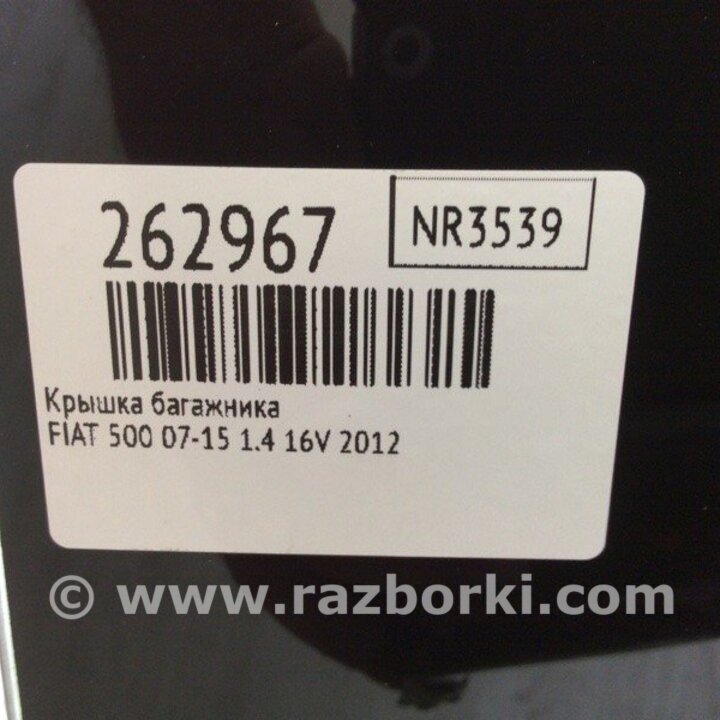 262967
NR3539
Крышка багажника
FIAT 500 07-15 1.4 16V 2012
© www.razborki.com